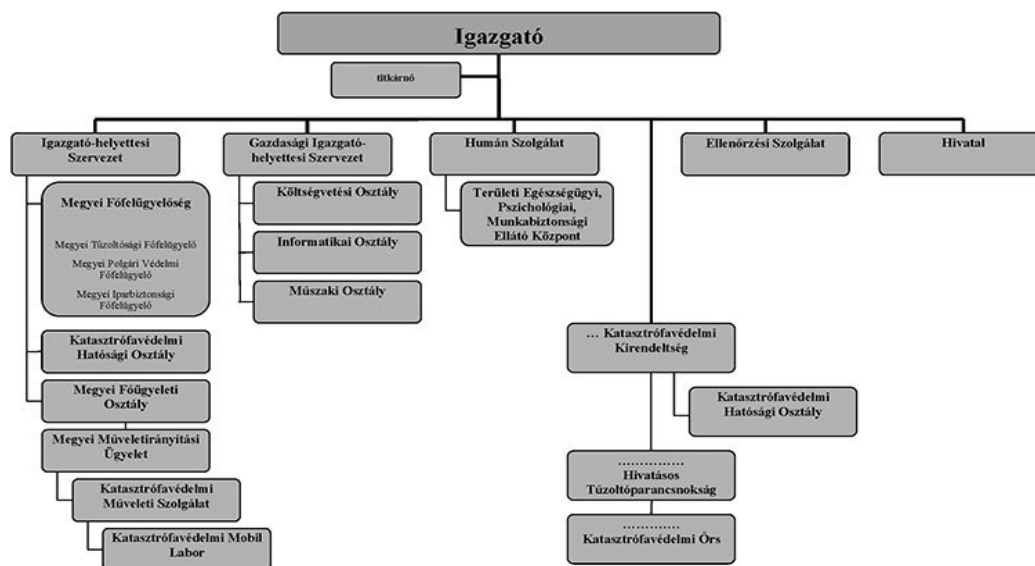 Igazgató
titkárnő
Igazgató-helyettesi
Szervezet
Gazdasági Igazgató-
helyettesi Szervezet
Humán Szolgálat
Ellenőrzési Szolgálat
Hivatal
Megyei Főfelügyelőség
Megyei Tűzoltósági Főfelügyelő
Megyei Polgári Védelmi
Főfelügyelő
Megyei Iparbiztonsági
Főfelügyelő
Katasztrófavédelmi
Hatósági Osztály
Megyei Főügyeleti
Osztály
Megyei Műveletirányítási
Ügyelet
Katasztrófavédelmi
Műveleti Szolgálat
Katasztrófavédelmi Mobil
Labor
Költségvetési Osztály
Informatikai Osztály
Műszaki Osztály
Területi Egészségügyi,
Pszichológiai,
Munkabiztonsági
Ellátó Központ
... Katasztrófavédelmi
Kirendeltség
Katasztrófavédelmi
Hatósági Osztály
...............
Hivatásos
Tűzoltóparancsnokság
.............
Katasztrófavédelmi Őrs